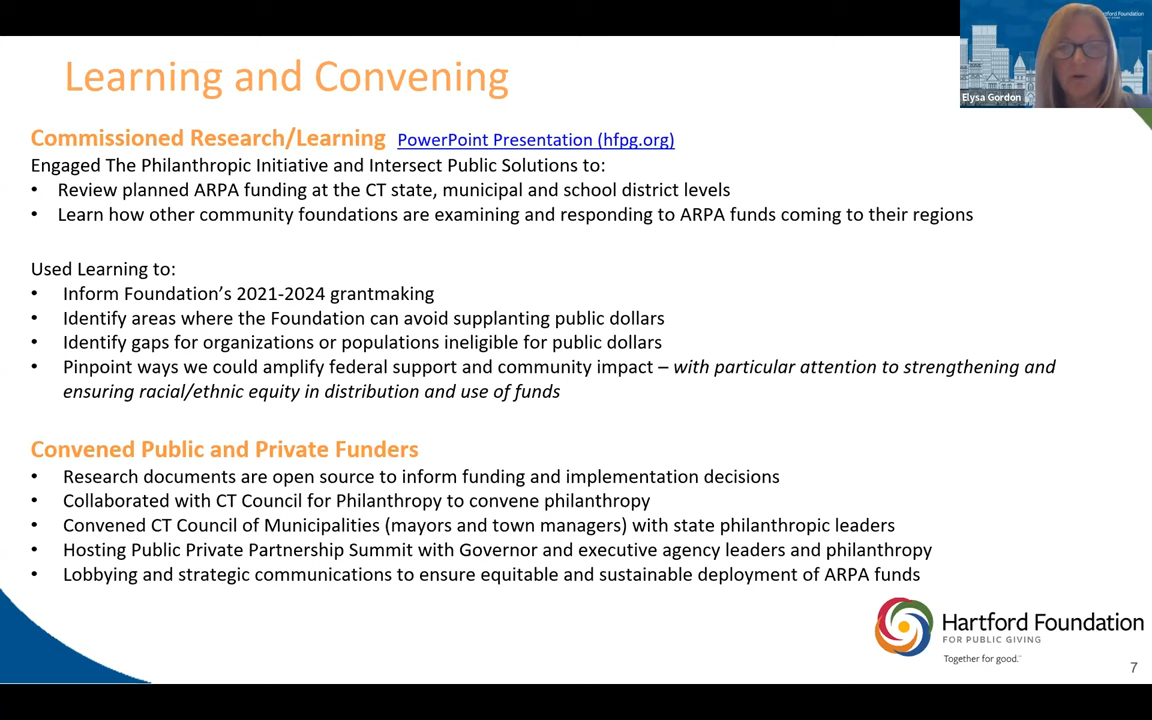 Learning and Convening
Hartford Foundation
Elysa Gordon
Commissioned Research/Learning PowerPoint Presentation (hfpg.org)
Engaged The Philanthropic Initiative and Intersect Public Solutions to:
• Review planned ARPA funding at the CT state, municipal and school district levels
• Learn how other community foundations are examining and responding to ARPA funds coming to their regions
Used Learning to:
• Inform Foundation's 2021-2024 grantmaking
• Identify areas where the Foundation can avoid supplanting public dollars
• Identify gaps for organizations or populations ineligible for public dollars
• Pinpoint ways we could amplify federal support and community impact – with particular attention to strengthening and
ensuring racial/ethnic equity in distribution and use of funds
Convened Public and Private Funders
• Research documents are open source to inform funding and implementation decisions
• Collaborated with CT Council for Philanthropy to convene philanthropy
• Convened CT Council of Municipalities (mayors and town managers) with state philanthropic leaders
• Hosting Public Private Partnership Summit with Governor and executive agency leaders and philanthropy
• Lobbying and strategic communications to ensure equitable and sustainable deployment of ARPA funds
Hartford Foundation
FOR PUBLIC GIVING
Together for good.
7